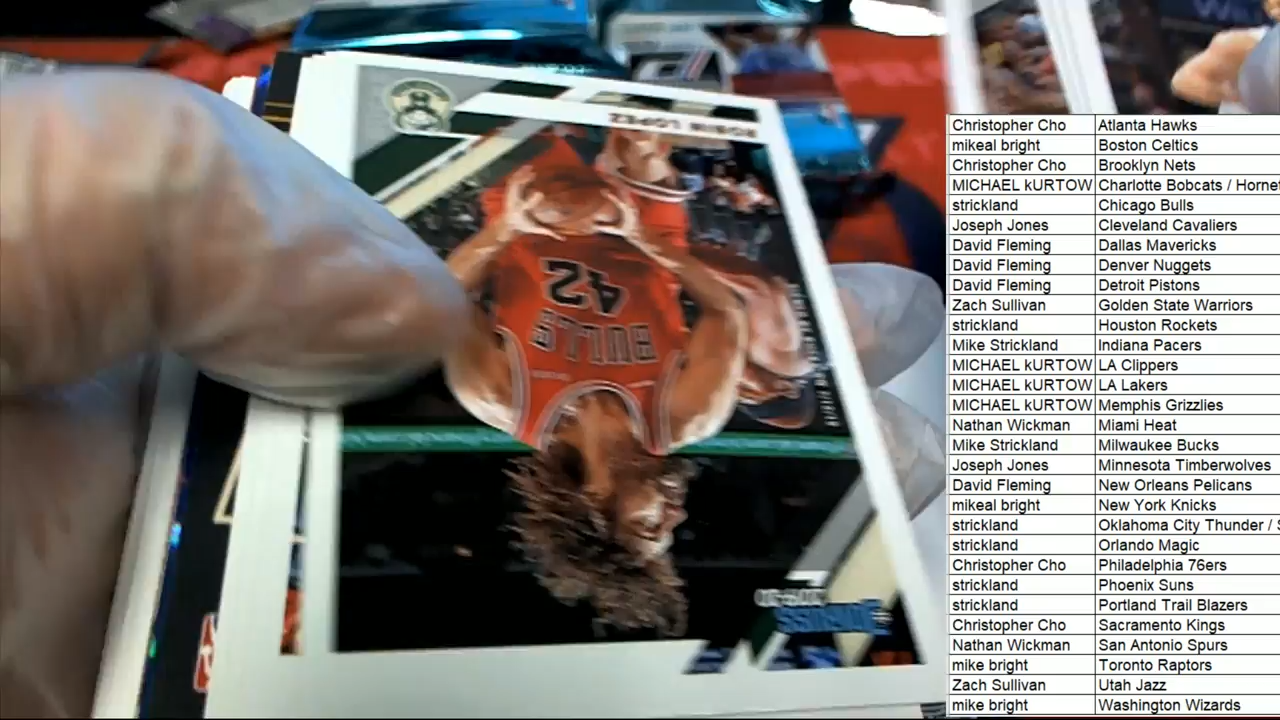 ROBIN LOPEZ
42
BULLS
DONRUSS
Christopher Cho Atlanta Hawks
mikeal bright Boston Celtics
Christopher Cho Brooklyn Nets
MICHAEL kURTOW Charlotte Bobcats / Horne
strickland Chicago Bulls
Joseph Jones Cleveland Cavaliers
David Fleming Dallas Mavericks
David Fleming Denver Nuggets
David Fleming Detroit Pistons
Zach Sullivan Golden State Warriors
strickland Houston Rockets
Mike Strickland Indiana Pacers
MICHAEL kURTOW LA Clippers
MICHAEL kURTOW LA Lakers
MICHAEL kURTOW Memphis Grizzlies
Nathan Wickman Miami Heat
Mike Strickland Milwaukee Bucks
Joseph Jones Minnesota Timberwolves
David Fleming New Orleans Pelicans
mikeal bright New York Knicks
strickland Oklahoma City Thunder /
strickland Orlando Magic
Christopher Cho Philadelphia 76ers
strickland Phoenix Suns
strickland Portland Trail Blazers
Christopher Cho Sacramento Kings
Nathan Wickman San Antonio Spurs
mike bright Toronto Raptors
Zach Sullivan Utah Jazz
mike bright Washington Wizards